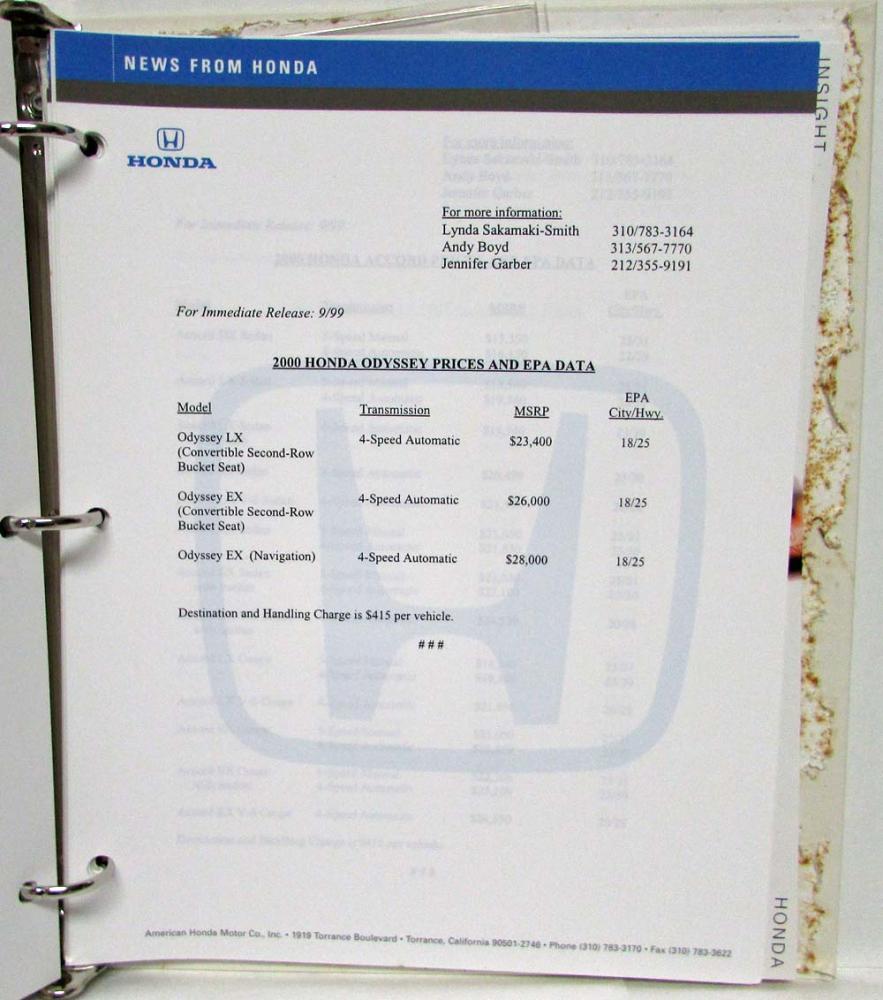 NEWS FROM HONDA
INSIGHT
HONDA
For more information:
Lynda Sakamaki-Smith 310/783-3164
Andy Boyd 313/567-7770
Jennifer Garber 212/355-9191
For Immediate Release: 9/99
2000 HONDA ODYSSEY PRICES AND EPA DATA
EPA
Model Transmission MSRP City/Hwy.
Odyssey LX 4-Speed Automatic $23,400 18/25
(Convertible Second-Row
Bucket Seat)
Odyssey EX 4-Speed Automatic $26,000 18/25
(Convertible Second-Row
Bucket Seat)
Odyssey EX (Navigation) 4-Speed Automatic $28,000 18/25
Destination and Handling Charge is $415 per vehicle.
###
American Honda Motor Co., Inc. • 1919 Torrance Boulevard • Torrance, California 90501-2746 • Phone (310) 783-3170 • Fax (310) 783-3622
HONDA